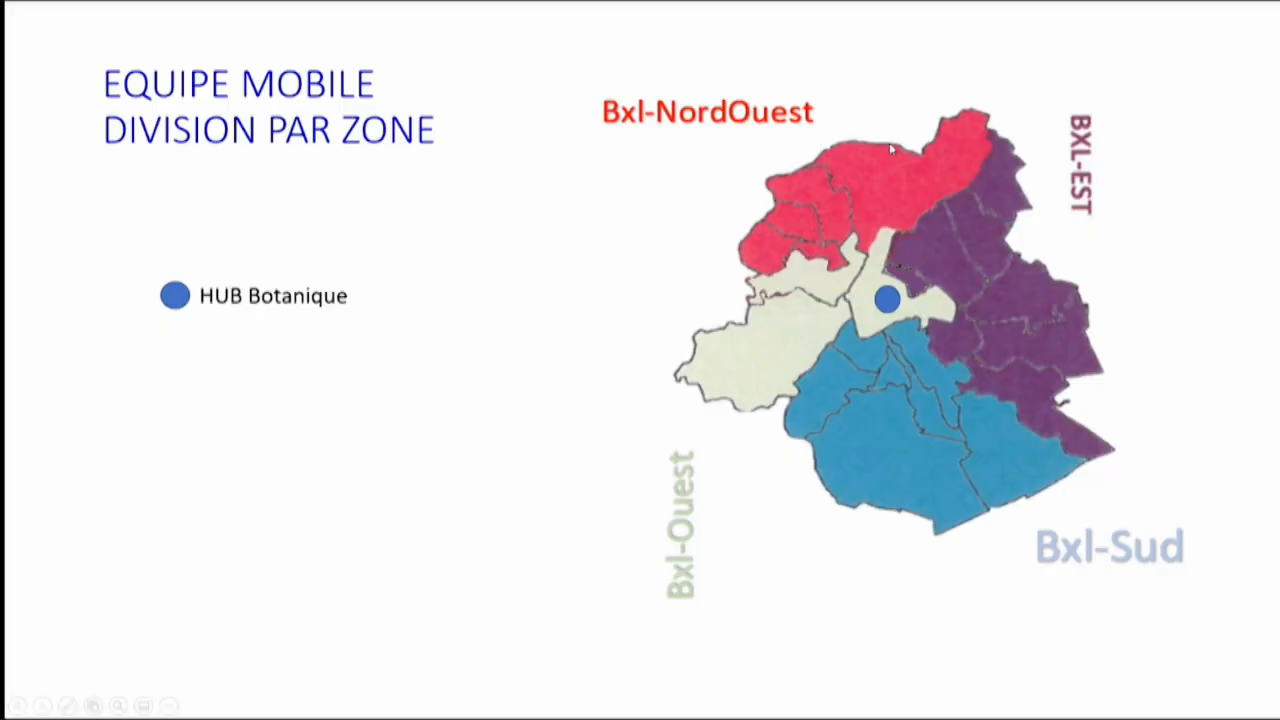 EQUIPE MOBILE
DIVISION PAR ZONE
Bxl-NordOuest
BXL-EST
HUB Botanique
Bxl-Ouest
Bxl-Sud